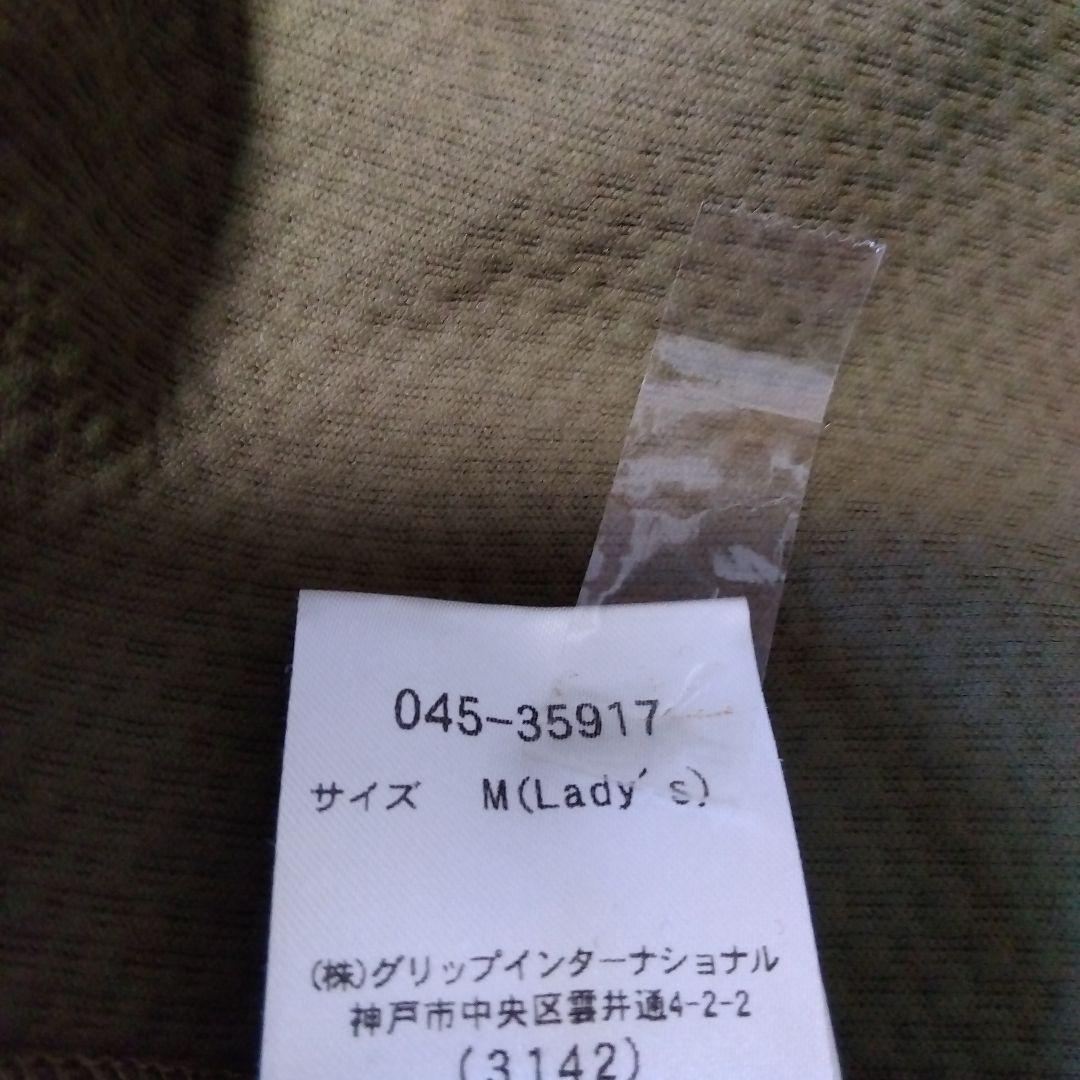 045-35917
サイズ M(Lady's)
(株)グリップインターナショナル
神戸市中央区雲井通4-2-2
(3142)